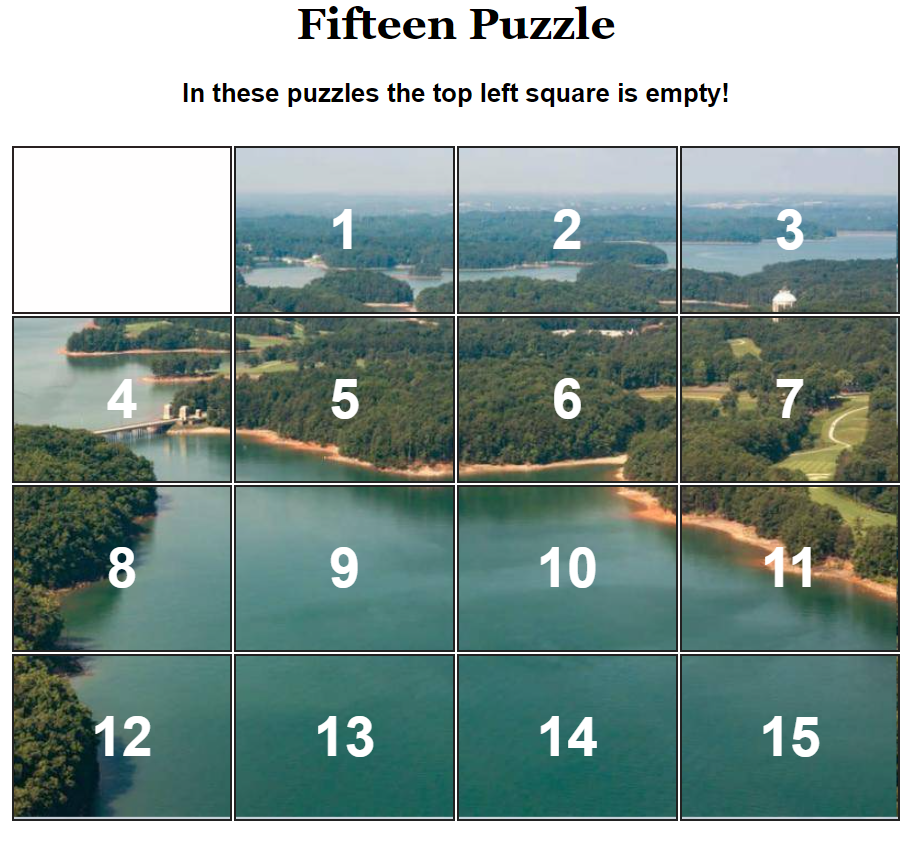 Fifteen Puzzle
In these puzzles the top left square is empty!
1 2 3
4 5 6 7
8 9 10 11
12 13 14 15